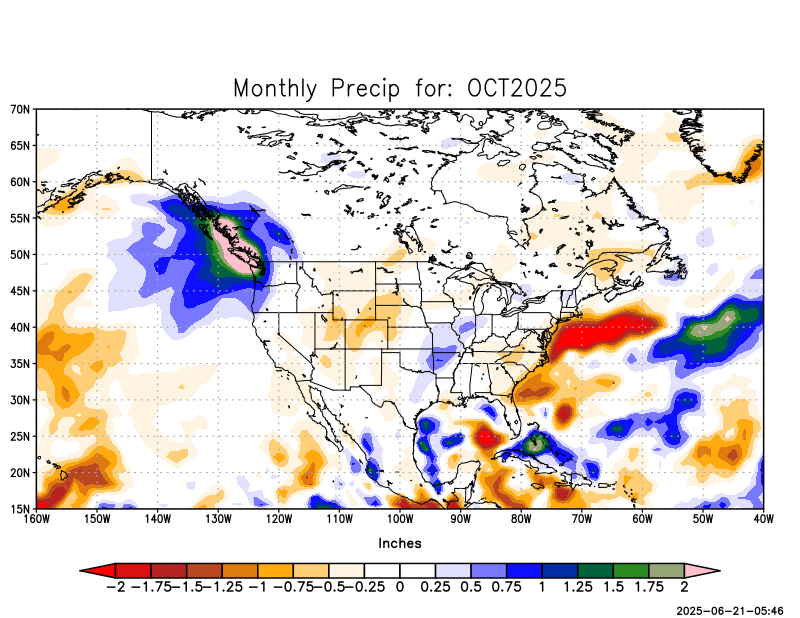 Monthly Precip for: OCT2025
70N
65N
60N
55N
50N
45N
40N
35N
30N
25N
20N
15N
160W 150W 140W 130W 120W 110W 100W 90W 80W 70W 60W 50W 40W
Inches
−2 −1.75 −1.5 −1.25 −1 −0.75 −0.5 −0.25 0 0.25 0.5 0.75 1 1.25 1.5 1.75 2
2025−06−21−05:46